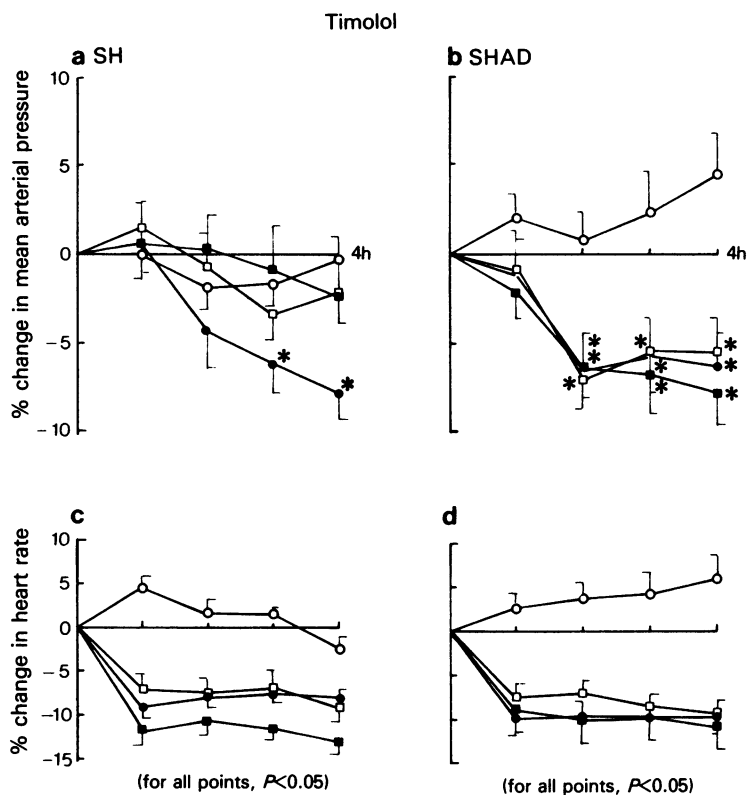 Timolol
a SH
b SHAD
% change in mean arterial pressure
10
5
0
−5
−10
4h
4h
*
*
*
*
*
*
*
*
*
*
*
c
d
% change in heart rate
10
5
0
−5
−10
−15
(for all points, P<0.05)
(for all points, P<0.05)